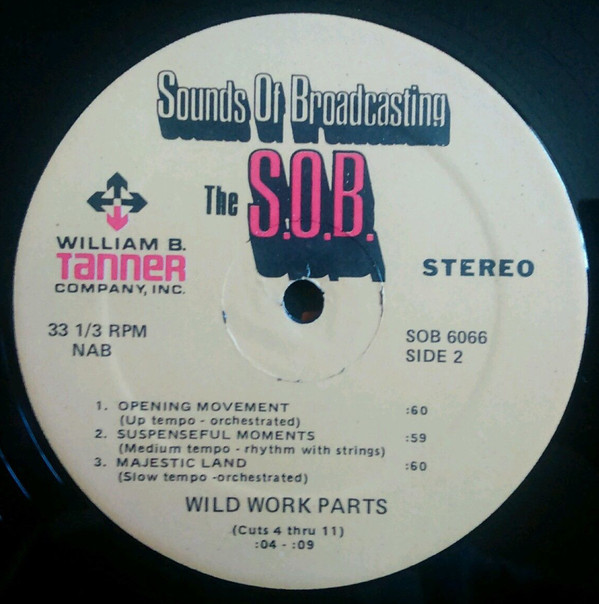 Sounds Of Broadcasting
The S.O.B.
WILLIAM B.
TANNER
COMPANY, INC.
STEREO
33 1/3 RPM
NAB
SOB 6066
SIDE 2
1. OPENING MOVEMENT :60
(Up tempo - orchestrated)
2. SUSPENSEFUL MOMENTS :59
(Medium tempo - rhythm with strings)
3. MAJESTIC LAND :60
(Slow tempo -orchestrated)
WILD WORK PARTS
(Cuts 4 thru 11)
:04 - :09